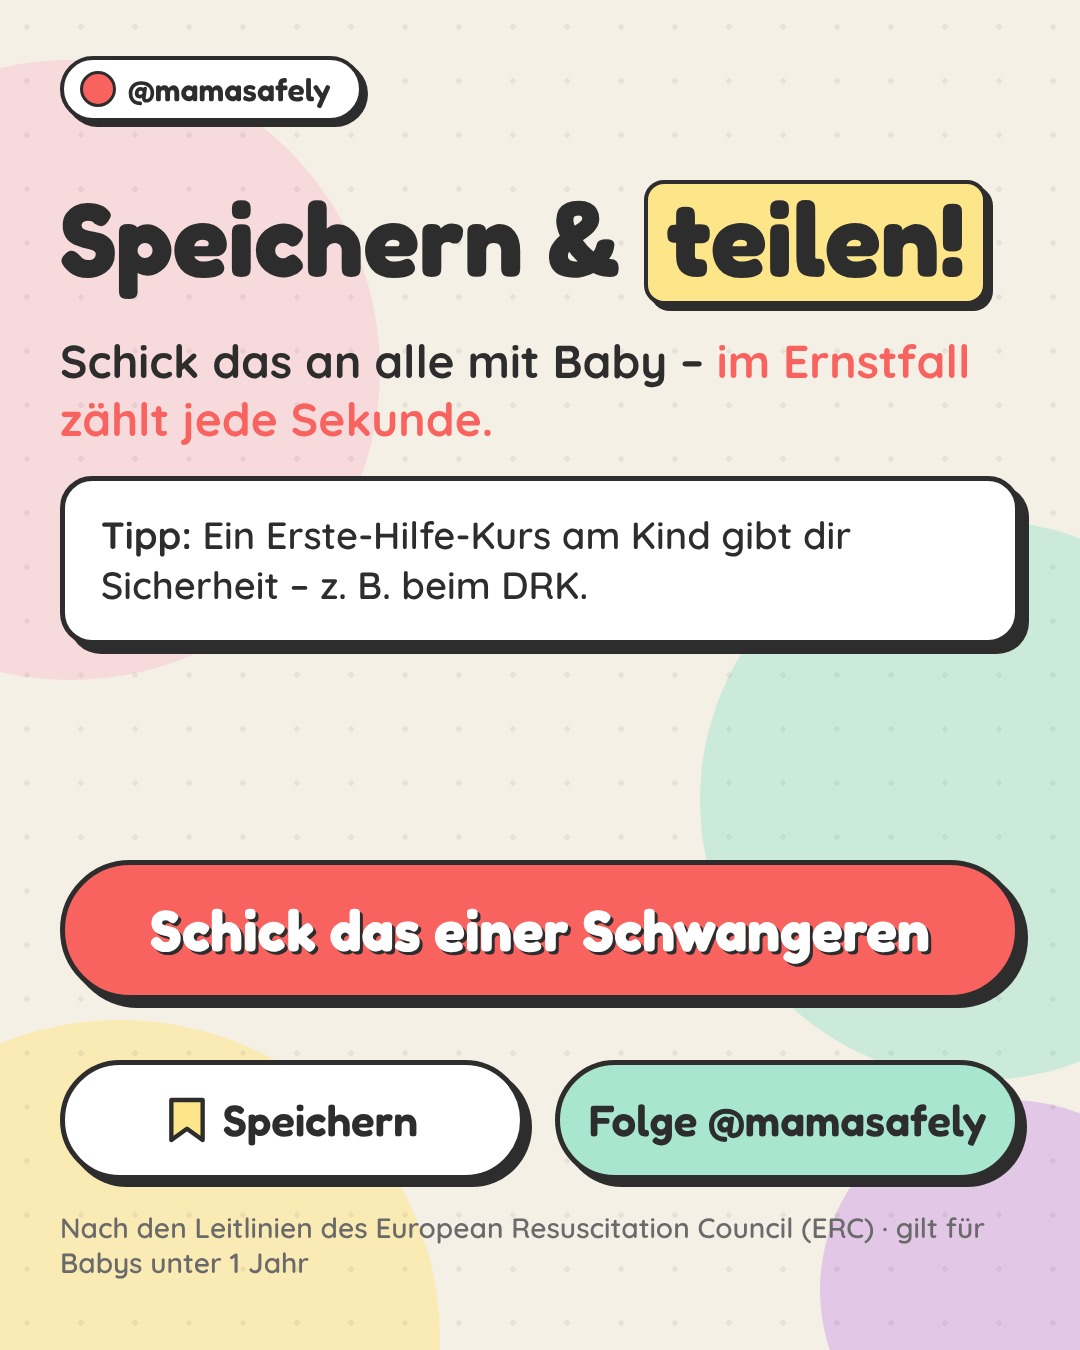 @mamasafely
Speichern & teilen!
Schick das an alle mit Baby – im Ernstfall
zählt jede Sekunde.
Tipp: Ein Erste-Hilfe-Kurs am Kind gibt dir
Sicherheit – z. B. beim DRK.
Schick das einer Schwangeren
Speichern
Folge @mamasafely
Nach den Leitlinien des European Resuscitation Council (ERC) · gilt für
Babys unter 1 Jahr